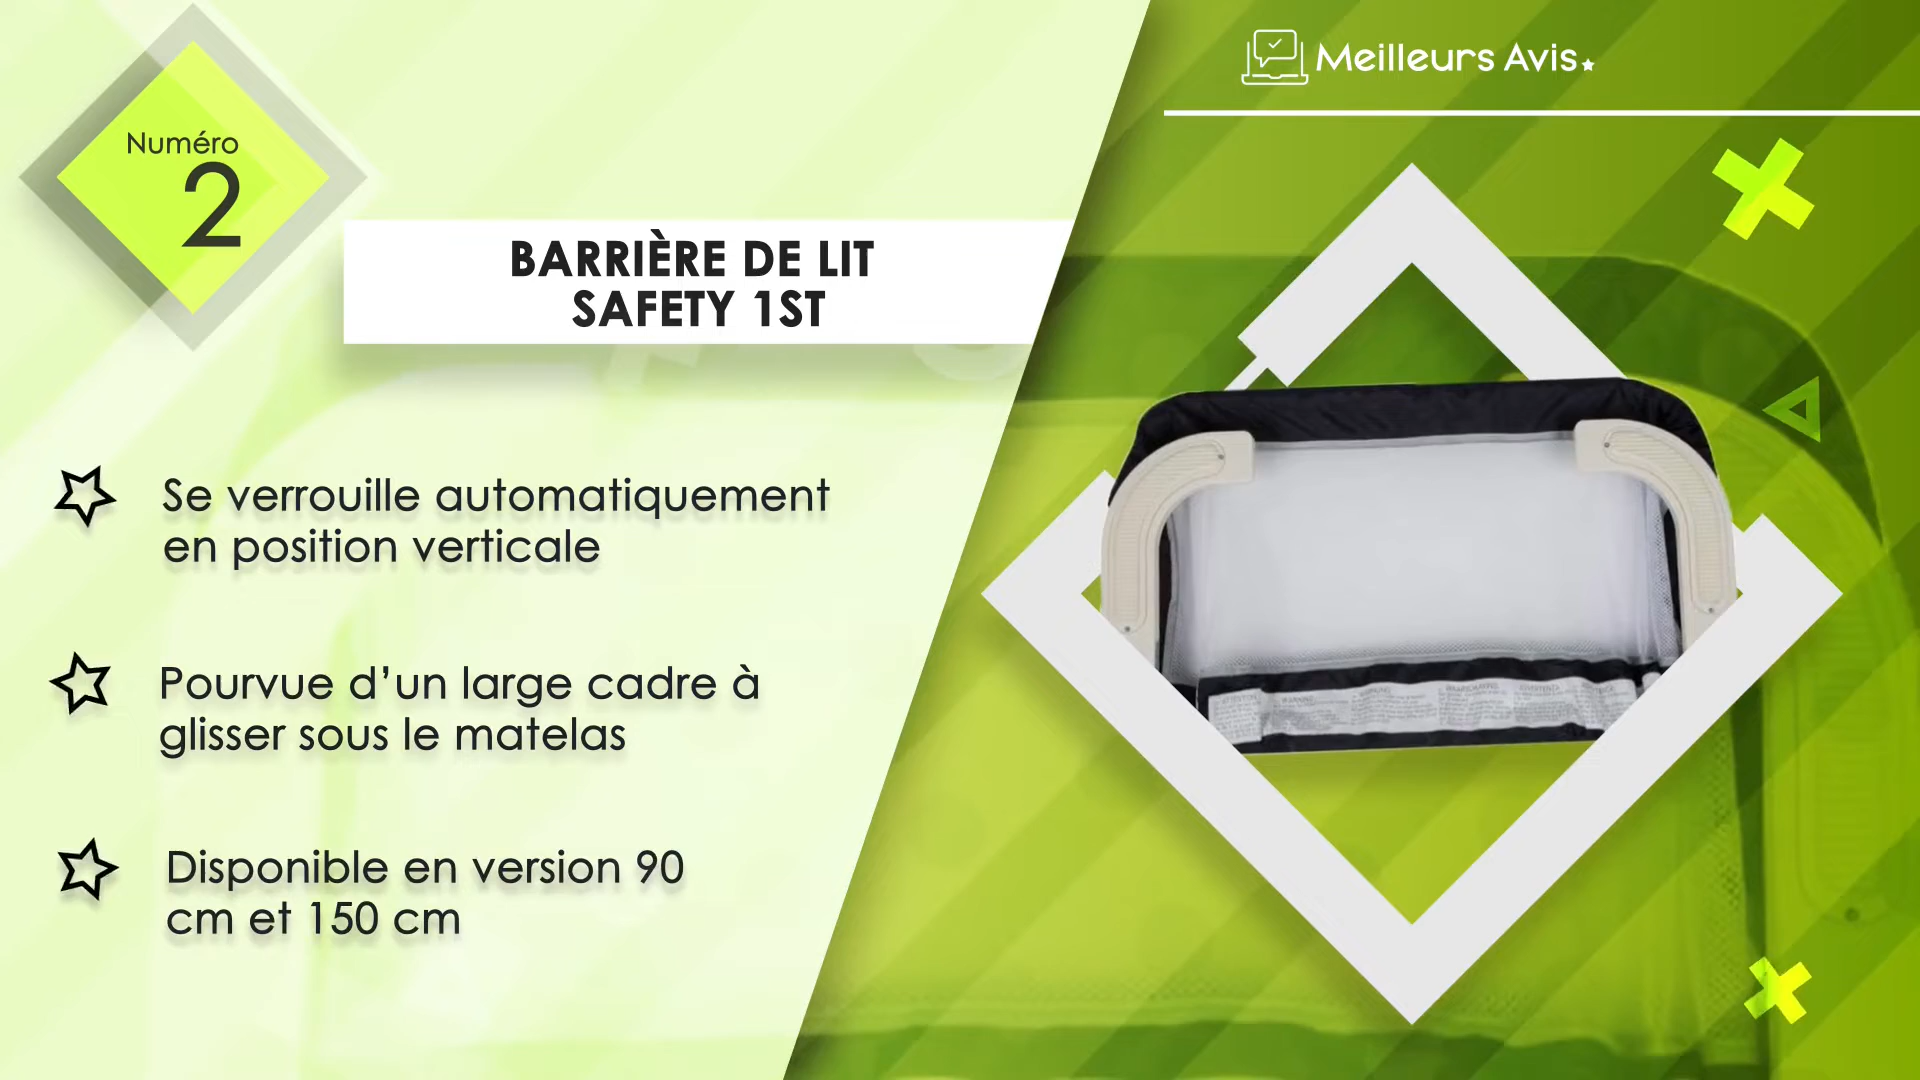 Numéro
2
Meilleurs Avis
BARRIÈRE DE LIT
SAFETY 1ST
Se verrouille automatiquement
en position verticale
Pourvue d’un large cadre à
glisser sous le matelas
Disponible en version 90
cm et 150 cm